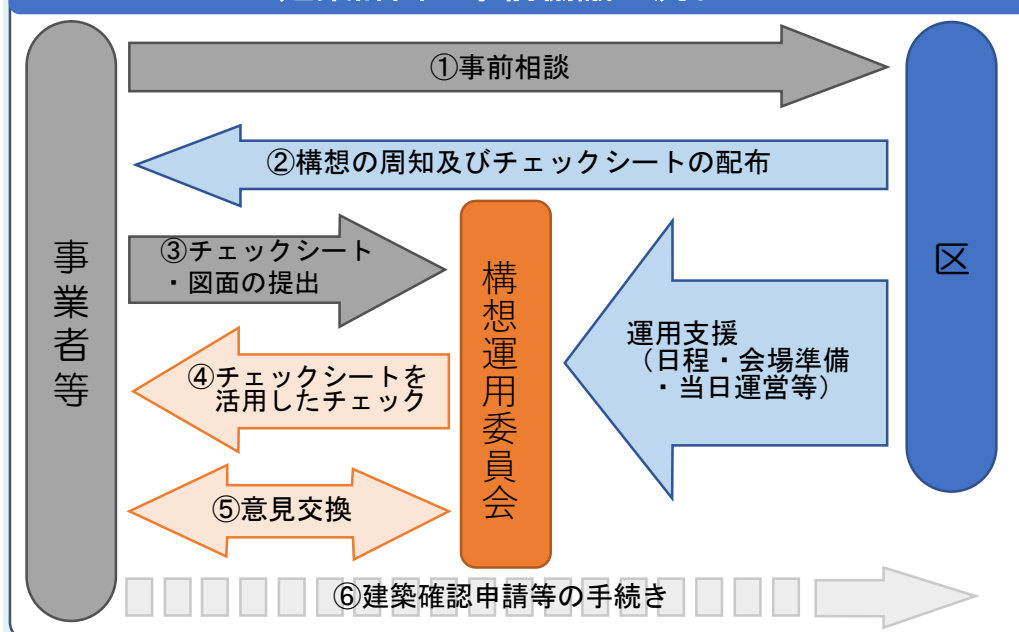 ①事前相談
②構想の周知及びチェックシートの配布
事業者等
③チェックシート
・図面の提出
構想運用委員会
区
運用支援
（日程・会場準備
・当日運営等）
④チェックシートを
活用したチェック
⑤意見交換
⑥建築確認申請等の手続き